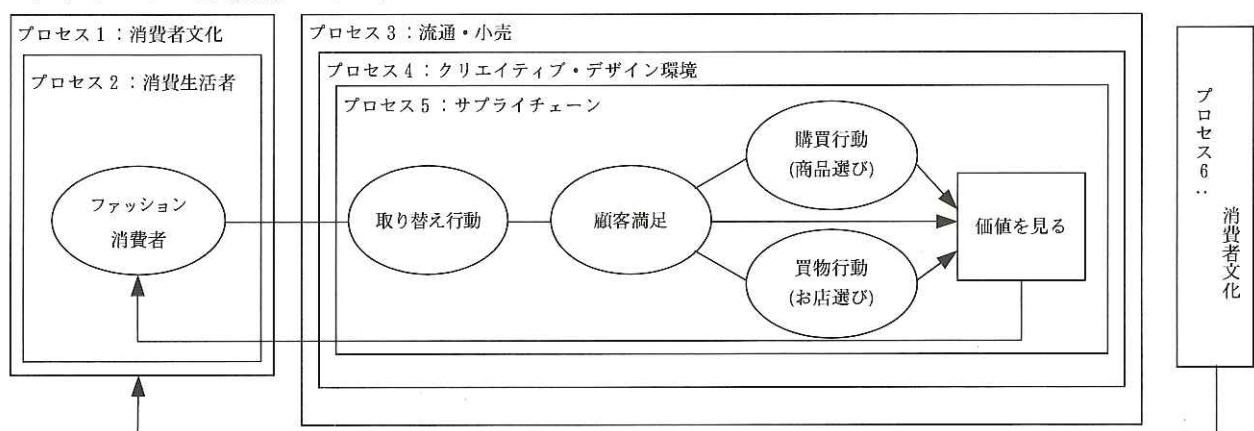 プロセス1：消費者文化
プロセス2：消費生活者
ファッション
消費者
プロセス3：流通・小売
プロセス4：クリエイティブ・デザイン環境
プロセス5：サプライチェーン
取り替え行動
顧客満足
購買行動
(商品選び)
買物行動
(お店選び)
価値を見る
プロセス6：
消費者文化